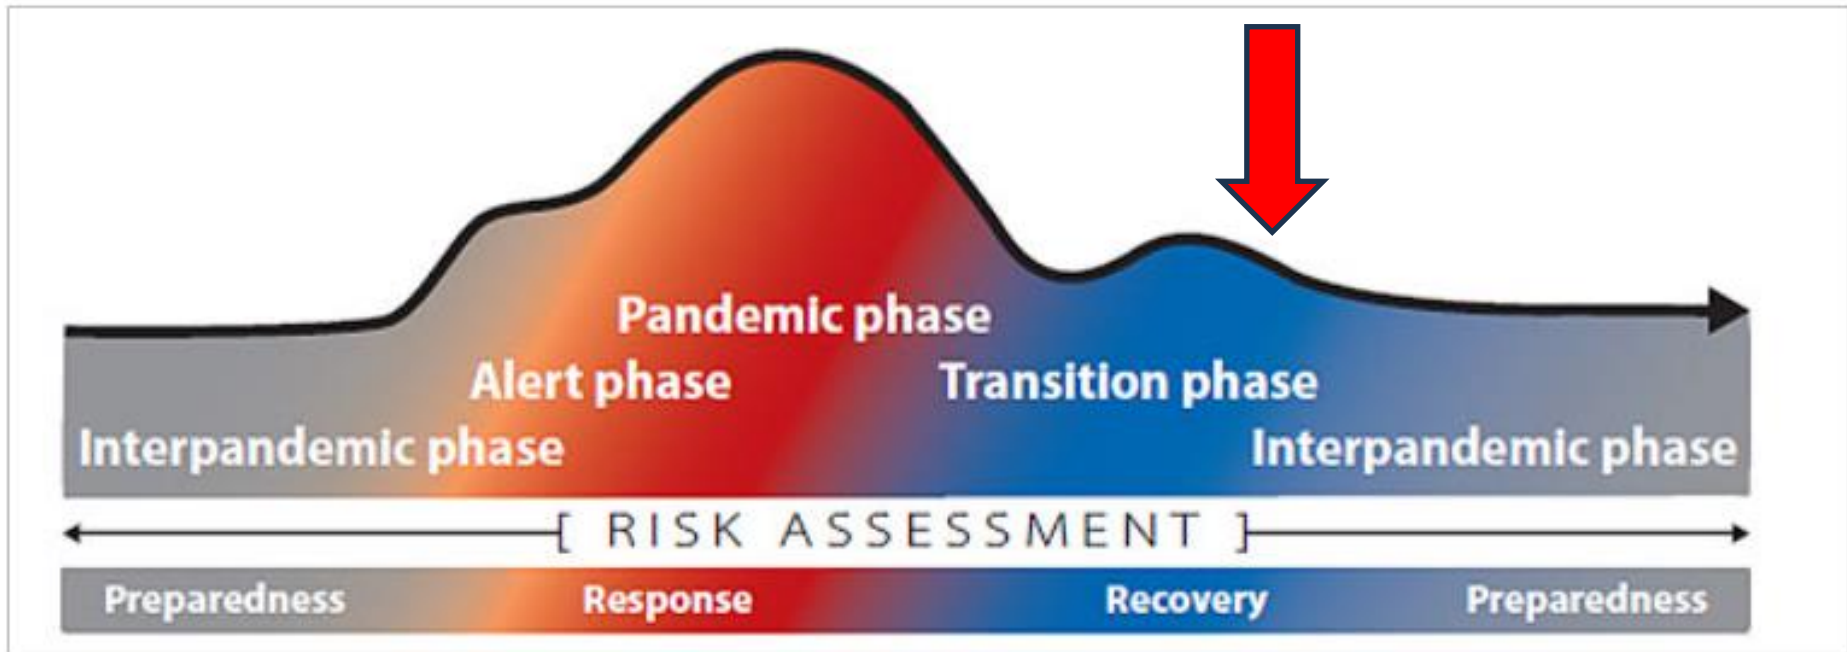 Pandemic phase
Alert phase
Transition phase
Interpandemic phase
Interpandemic phase
[ RISK ASSESSMENT ]
Preparedness
Response
Recovery
Preparedness